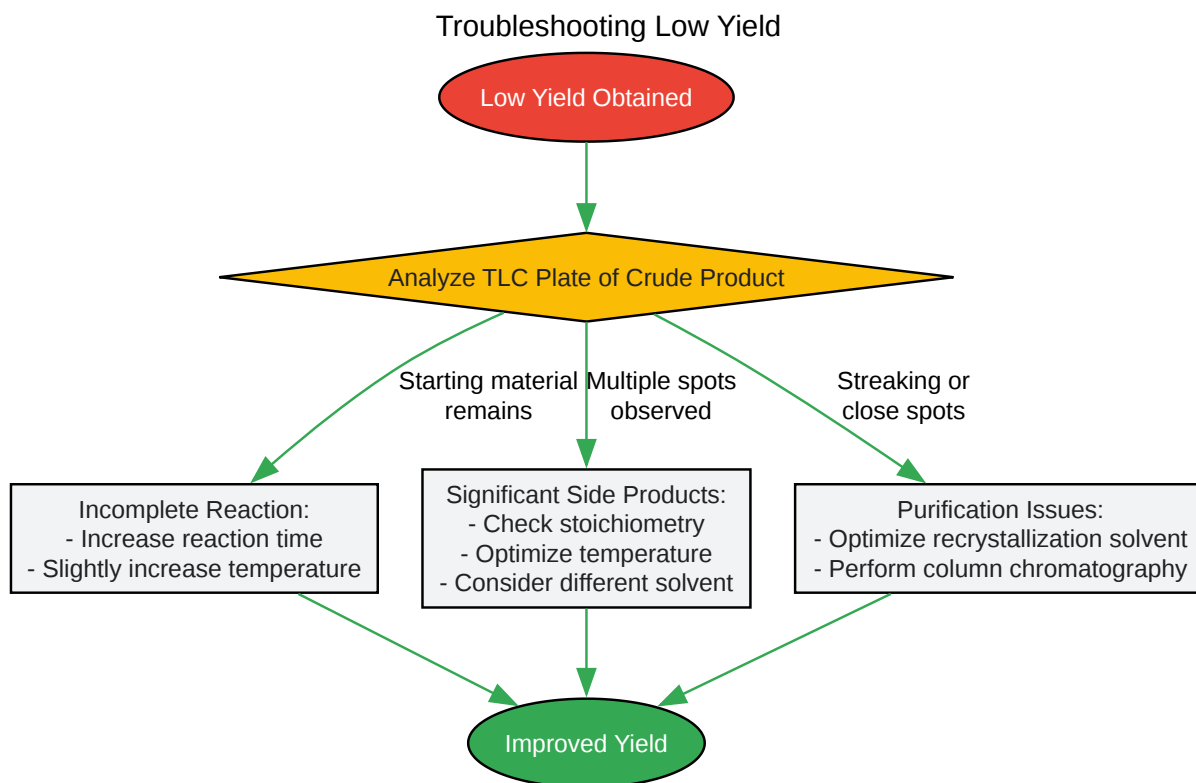 Troubleshooting Low Yield
Low Yield Obtained
Analyze TLC Plate of Crude Product
Starting material
remains
Multiple spots
observed
Streaking or
close spots
Incomplete Reaction:
- Increase reaction time
- Slightly increase temperature
Significant Side Products:
- Check stoichiometry
- Optimize temperature
- Consider different solvent
Purification Issues:
- Optimize recrystallization solvent
- Perform column chromatography
Improved Yield